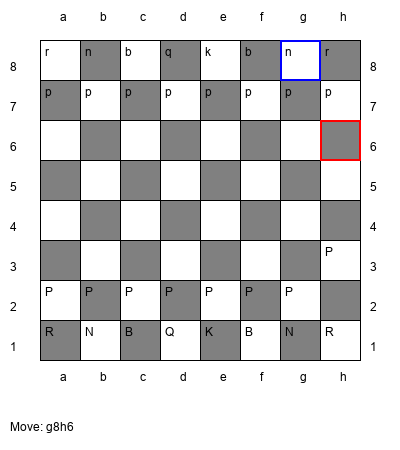 a b c d e f g h
8 r n b q k b n r 8
7 p p p p p p p p 7
6 6
5 5
4 4
3 P 3
2 P P P P P P P 2
1 R N B Q K B N R 1
a b c d e f g h
Move: g8h6